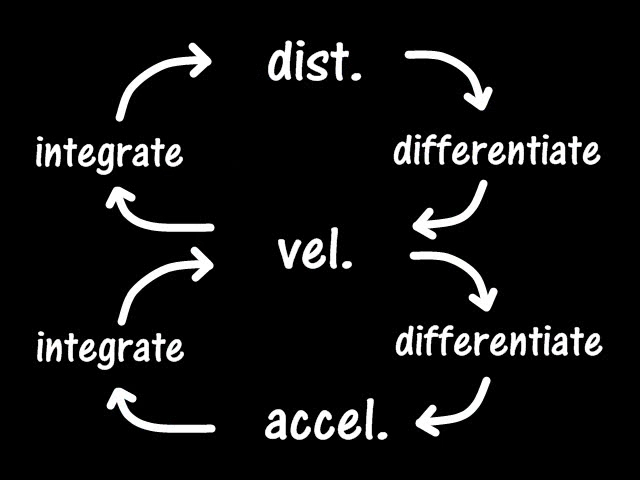 dist.
integrate
differentiate
vel.
integrate
differentiate
accel.